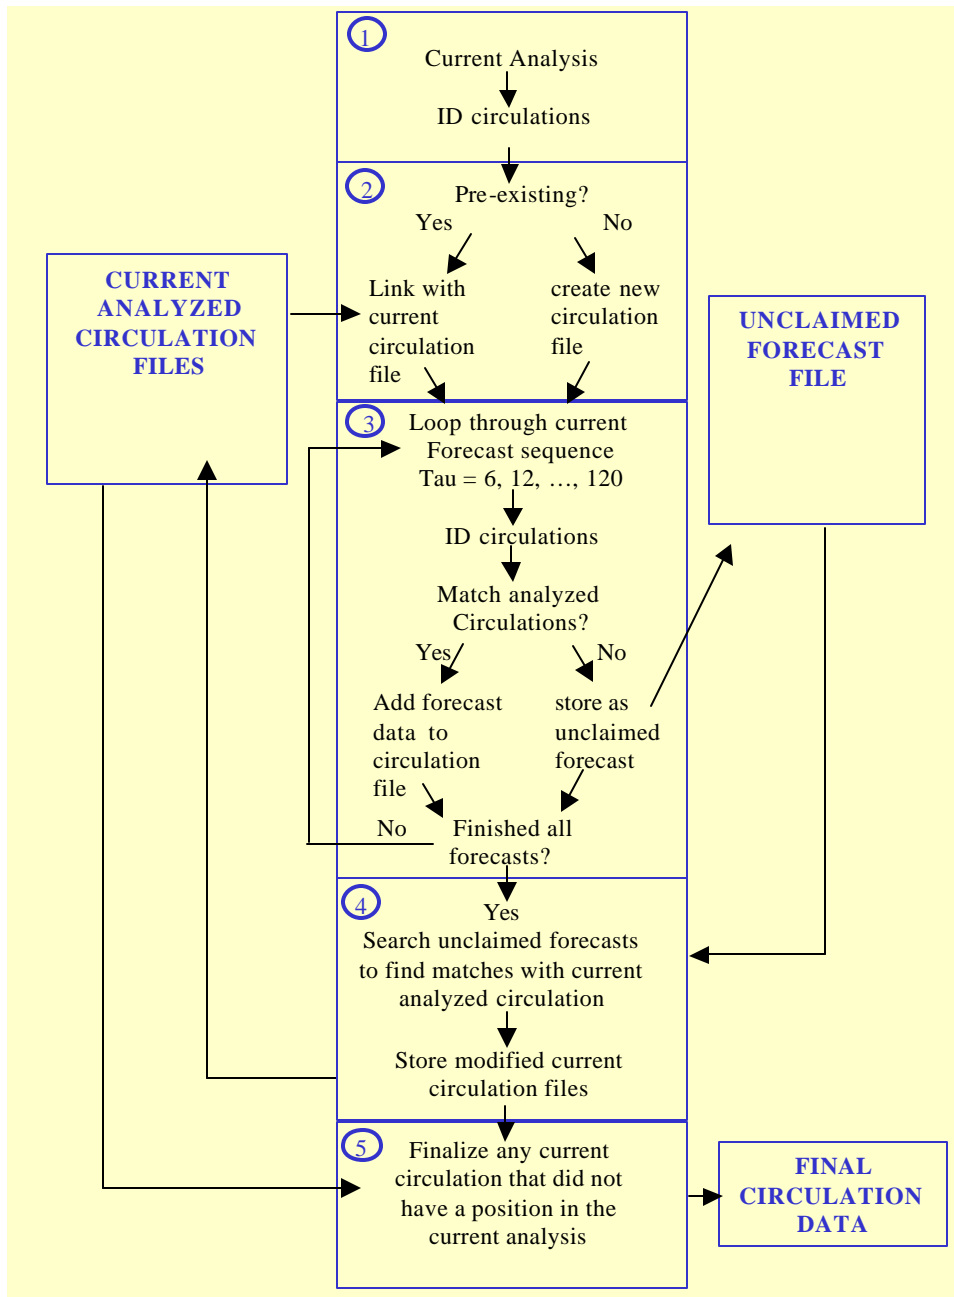 1
Current Analysis
ID circulations
2
Pre-existing?
Yes
No
Link with
current
circulation
file
create new
circulation
file
CURRENT
ANALYZED
CIRCULATION
FILES
UNCLAIMED
FORECAST
FILE
3
Loop through current
Forecast sequence
Tau = 6, 12, …, 120
ID circulations
Match analyzed
Circulations?
Yes
No
Add forecast
data to
circulation
file
store as
unclaimed
forecast
No
Finished all
forecasts?
4
Yes
Search unclaimed forecasts
to find matches with current
analyzed circulation
Store modified current
circulation files
5
Finalize any current
circulation that did not
have a position in the
current analysis
FINAL
CIRCULATION
DATA